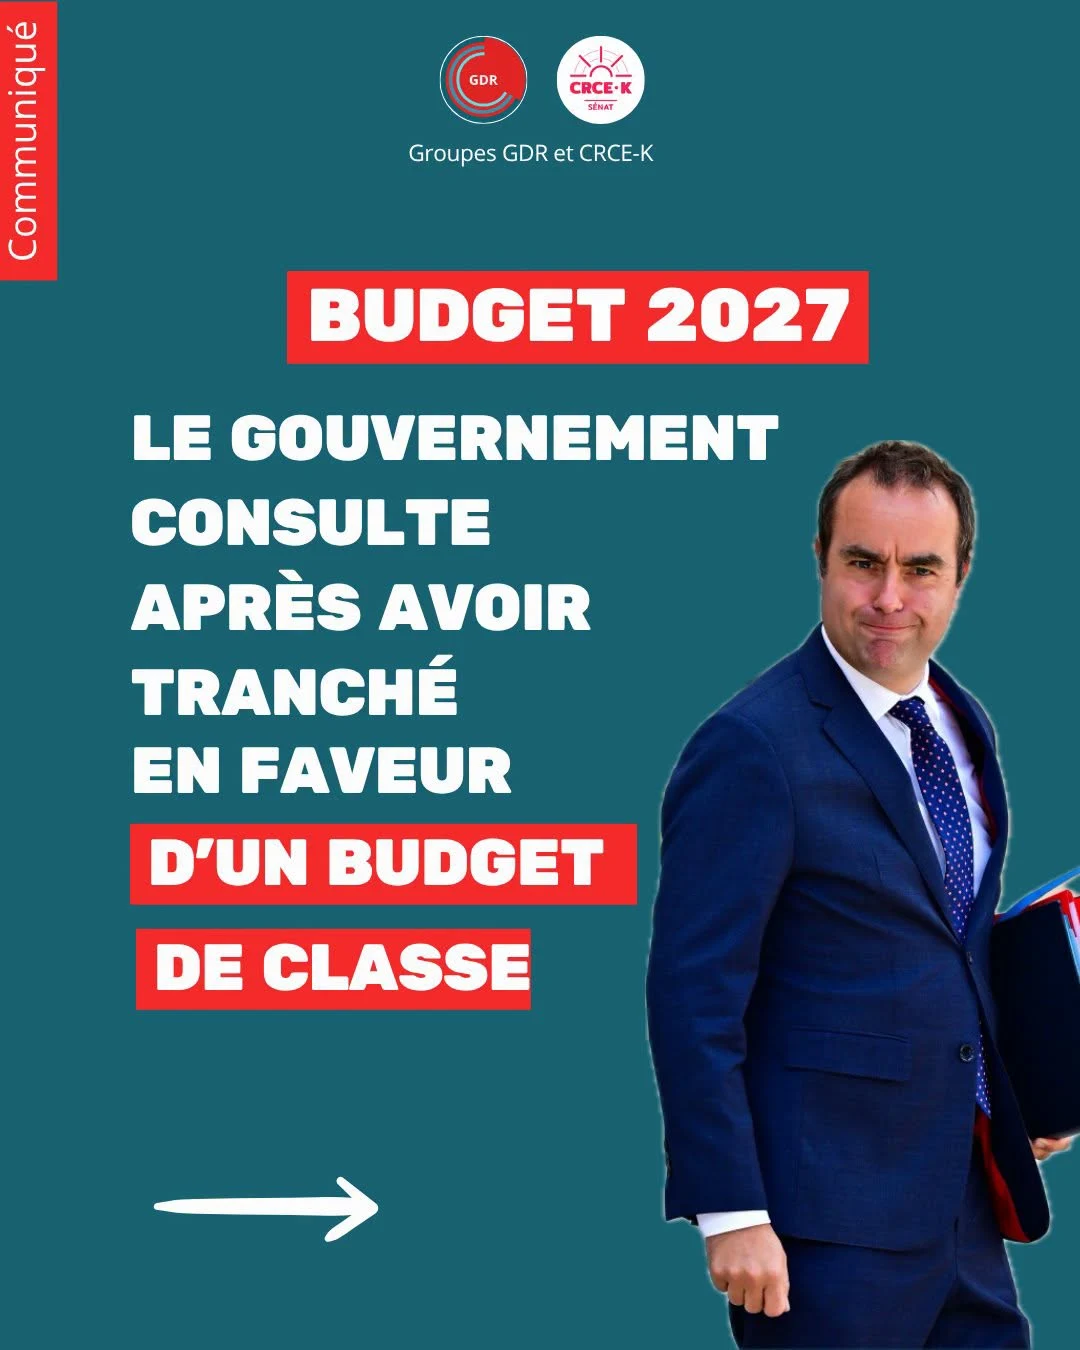 Communiqué
GDR
CRCE·K
SÉNAT
Groupes GDR et CRCE-K
BUDGET 2027
LE GOUVERNEMENT
CONSULTE
APRÈS AVOIR
TRANCHÉ
EN FAVEUR
D'UN BUDGET
DE CLASSE